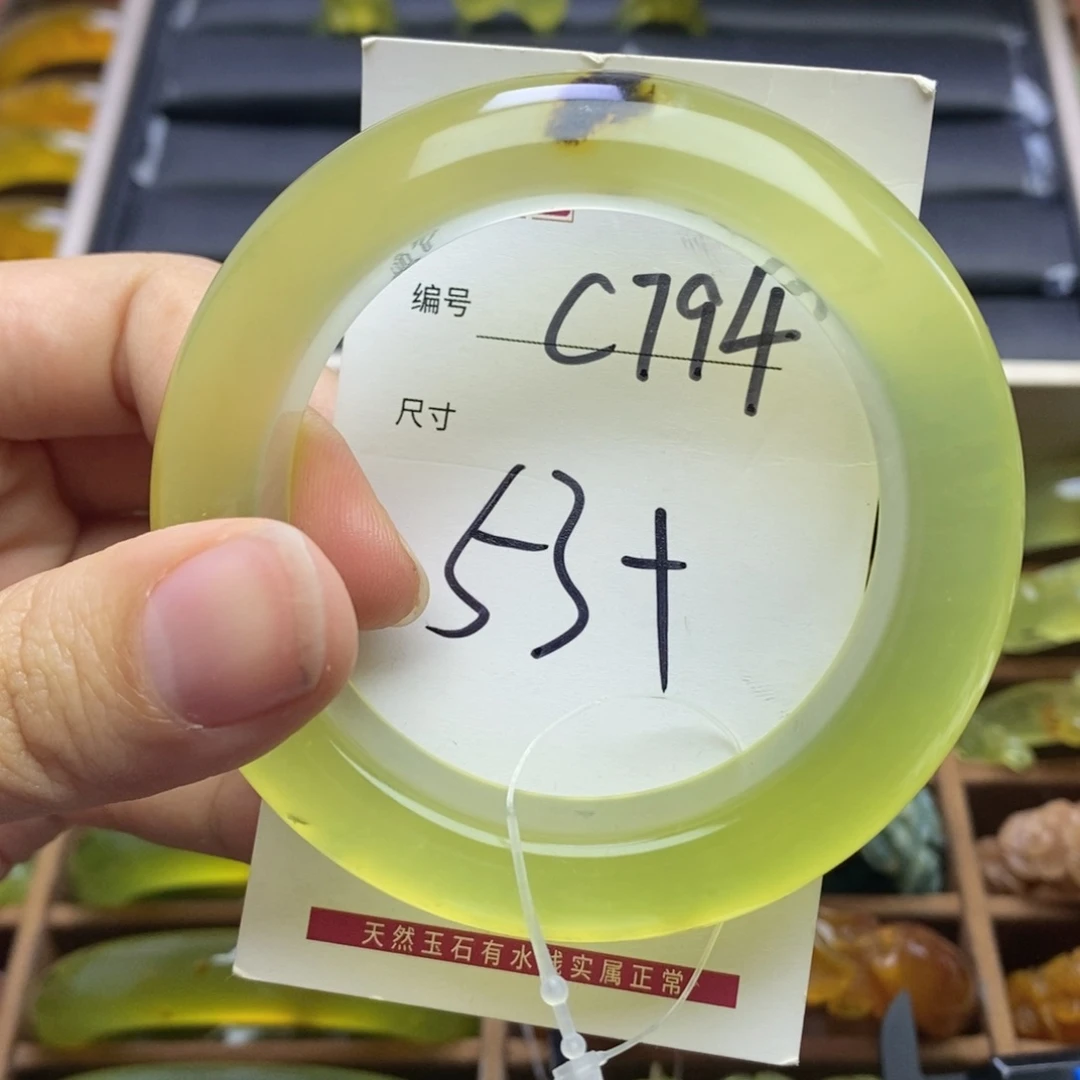 编号 C794
尺寸
53+
天然玉石有水线实属正常